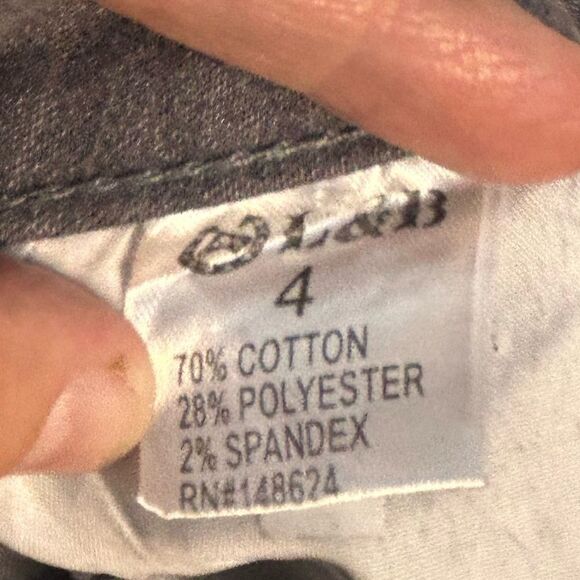 L&B
4
70% COTTON
28% POLYESTER
2% SPANDEX
RN#148624